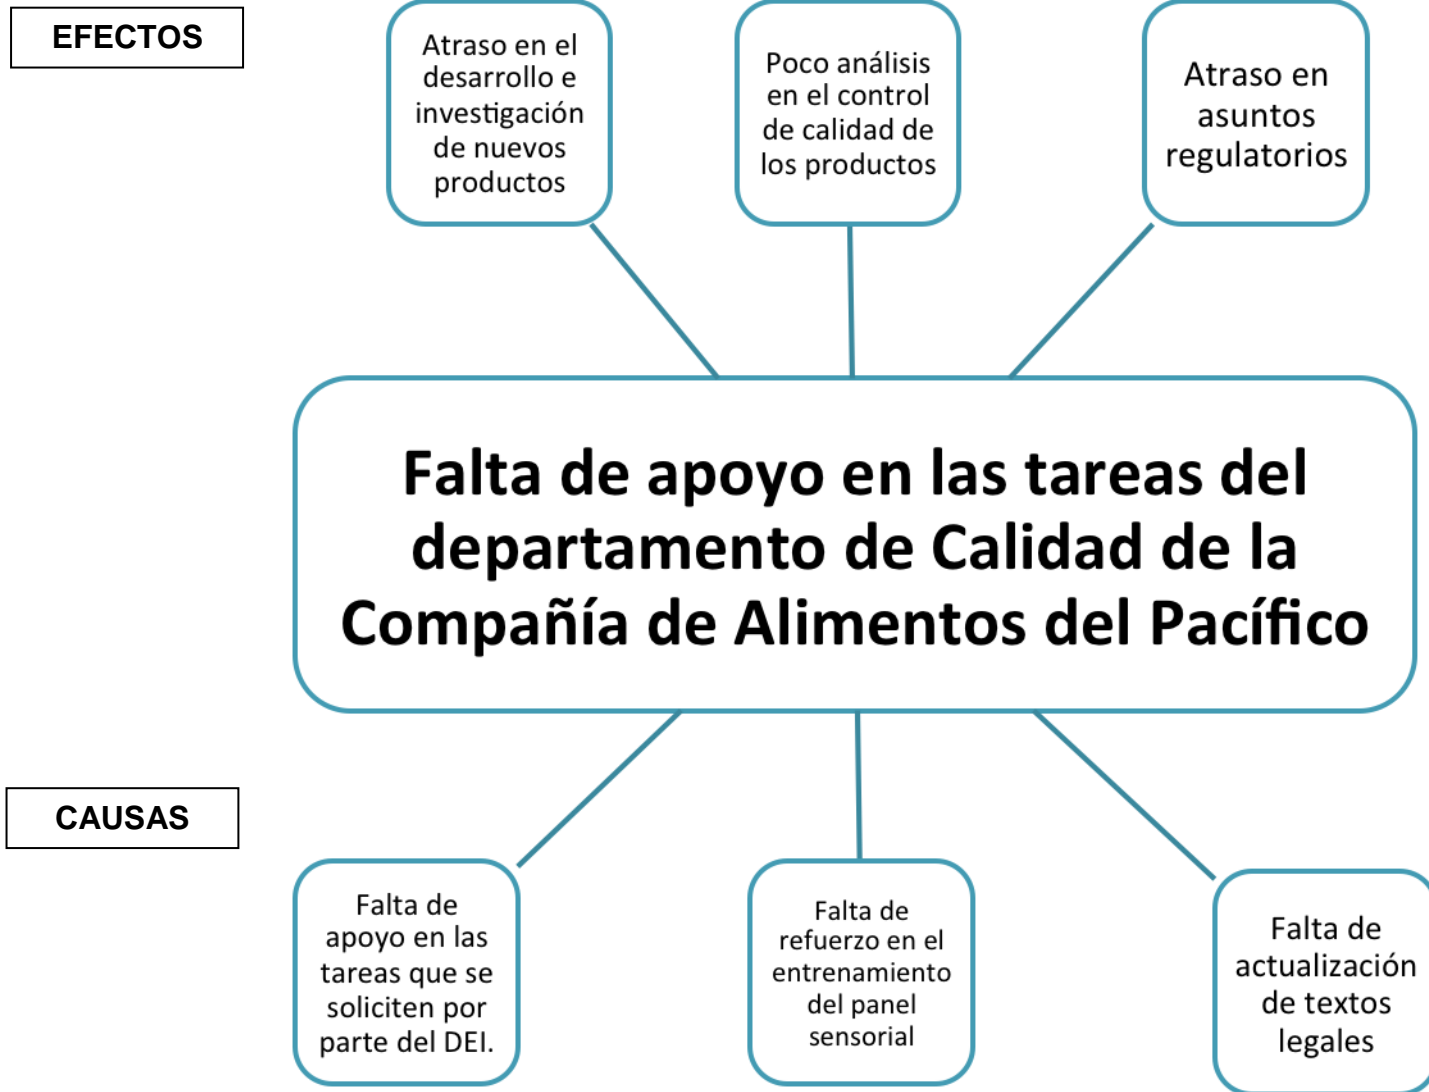 EFECTOS
Atraso en el
desarrollo e
investigación
de nuevos
productos
Poco análisis
en el control
de calidad de
los productos
Atraso en
asuntos
regulatorios
Falta de apoyo en las tareas del
departamento de Calidad de la
Compañía de Alimentos del Pacífico
CAUSAS
Falta de
apoyo en las
tareas que se
soliciten por
parte del DEI.
Falta de
refuerzo en el
entrenamiento
del panel
sensorial
Falta de
actualización
de textos
legales